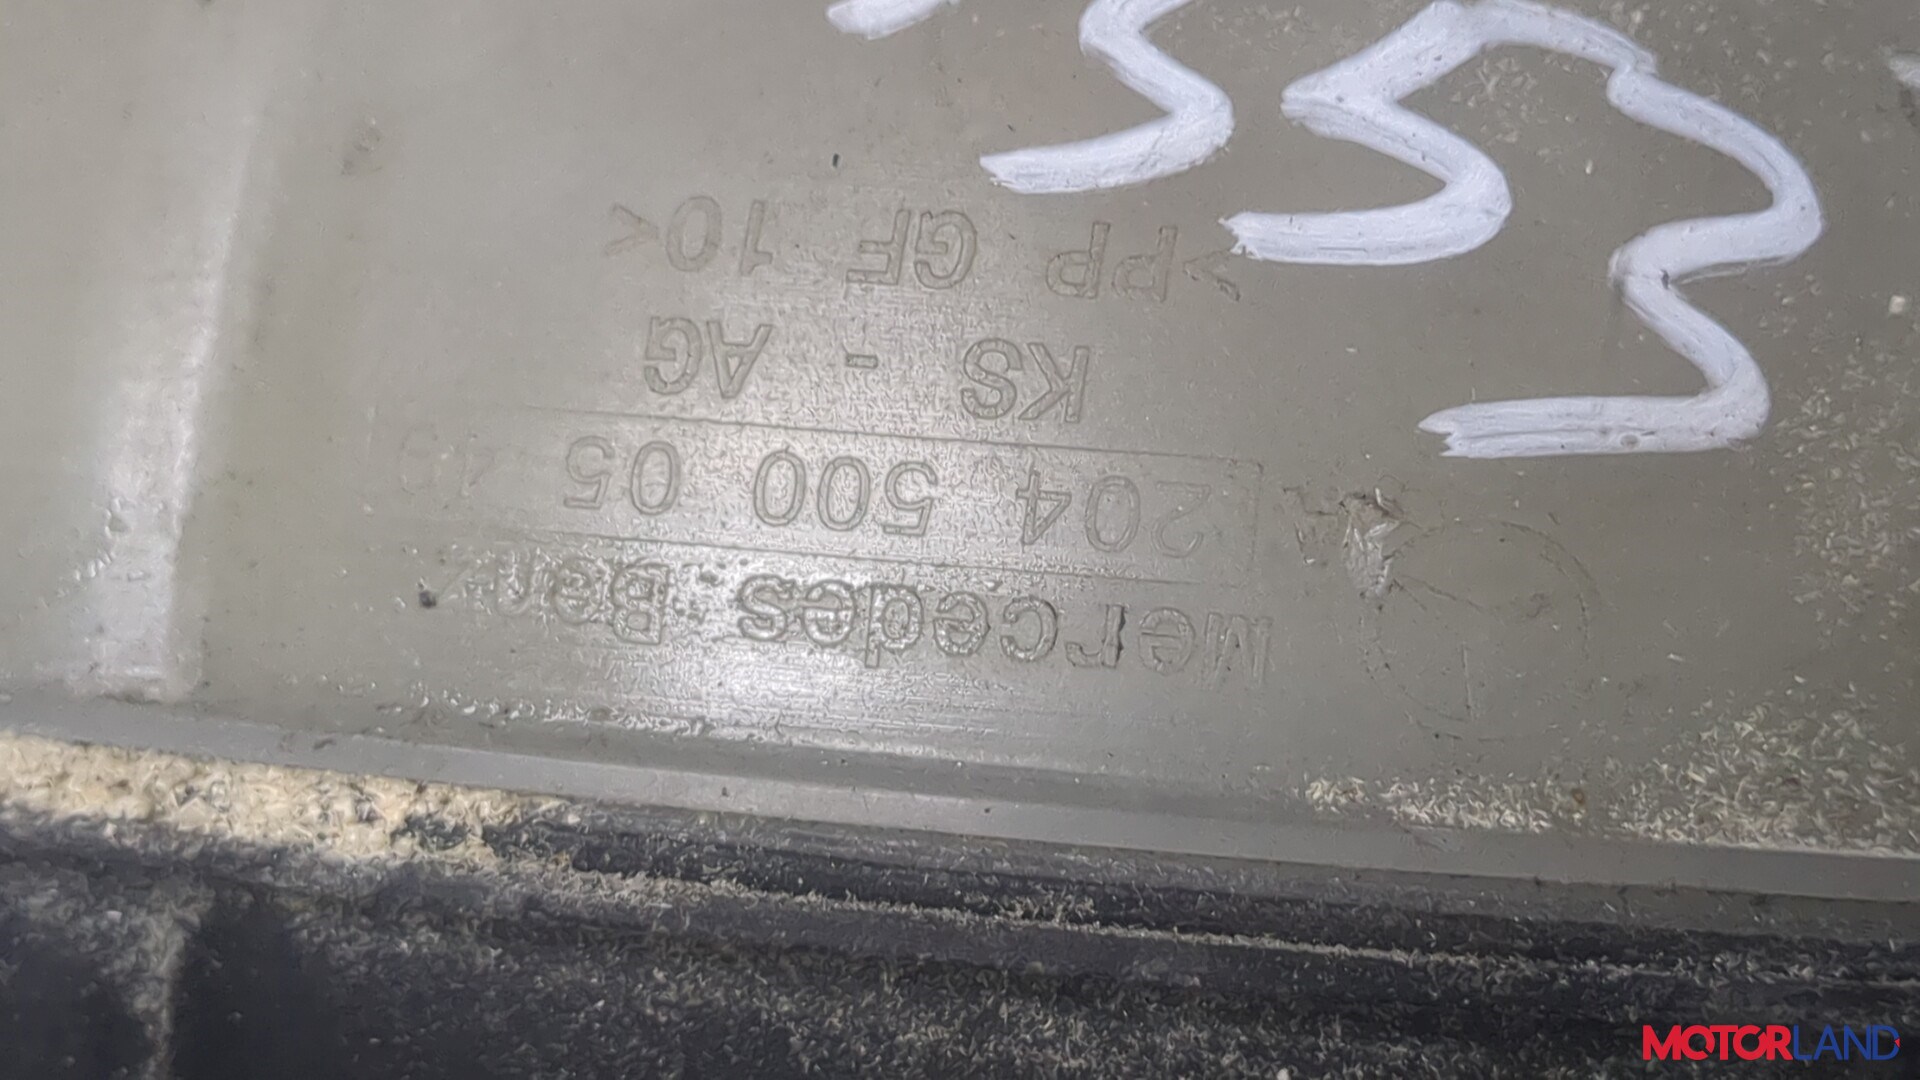 Mercedes Benz
204 500 05
KS - AG
>PP GF 10<
MOTORLAND